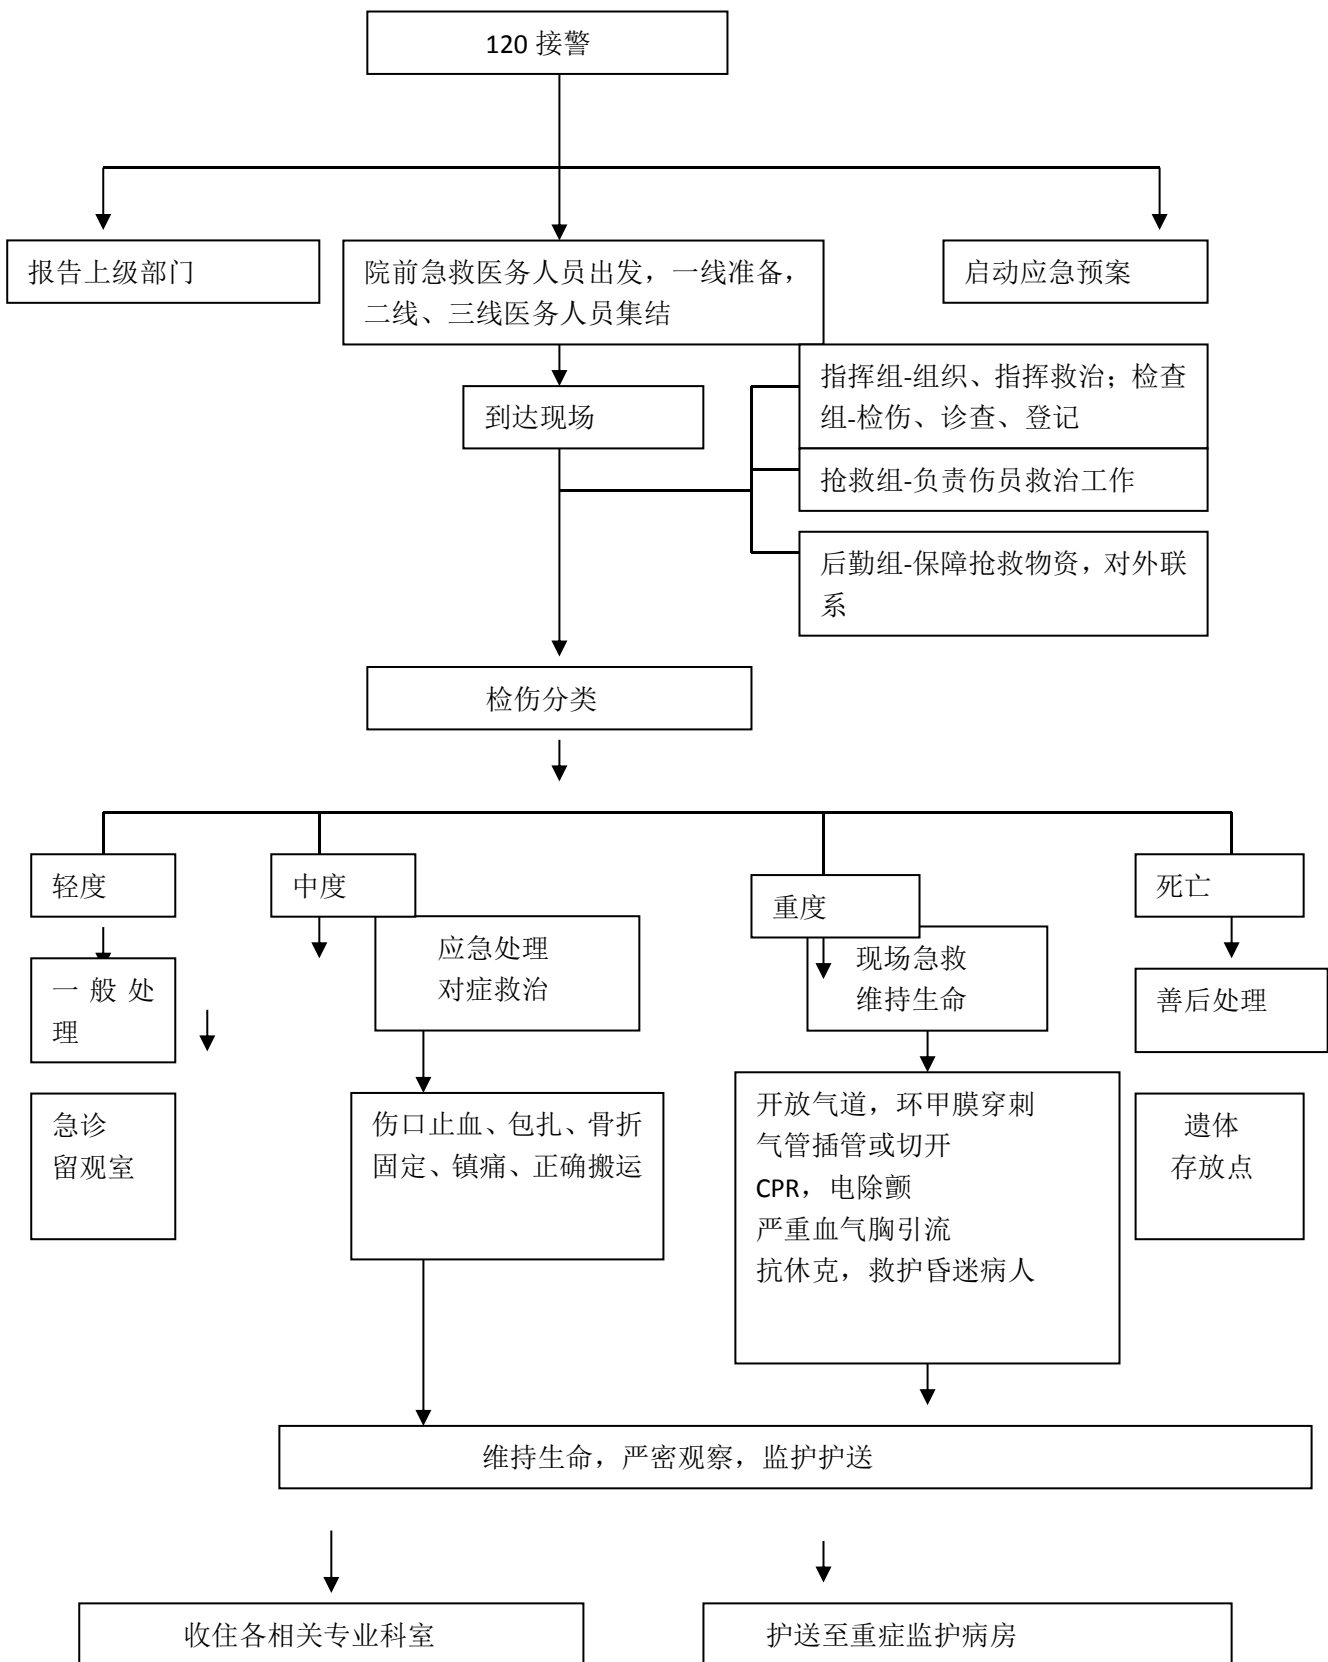 120 接警
报告上级部门
院前急救医务人员出发，一线准备，
二线、三线医务人员集结
启动应急预案
到达现场
指挥组-组织、指挥救治；检查
组-检伤、诊查、登记
抢救组-负责伤员救治工作
后勤组-保障抢救物资，对外联
系
检伤分类
轻度
中度
重度
死亡
一 般 处
理
应急处理
对症救治
现场急救
维持生命
善后处理
急诊
留观室
伤口止血、包扎、骨折
固定、镇痛、正确搬运
开放气道，环甲膜穿刺
气管插管或切开
CPR，电除颤
严重血气胸引流
抗休克，救护昏迷病人
遗体
存放点
维持生命，严密观察，监护护送
收住各相关专业科室
护送至重症监护病房